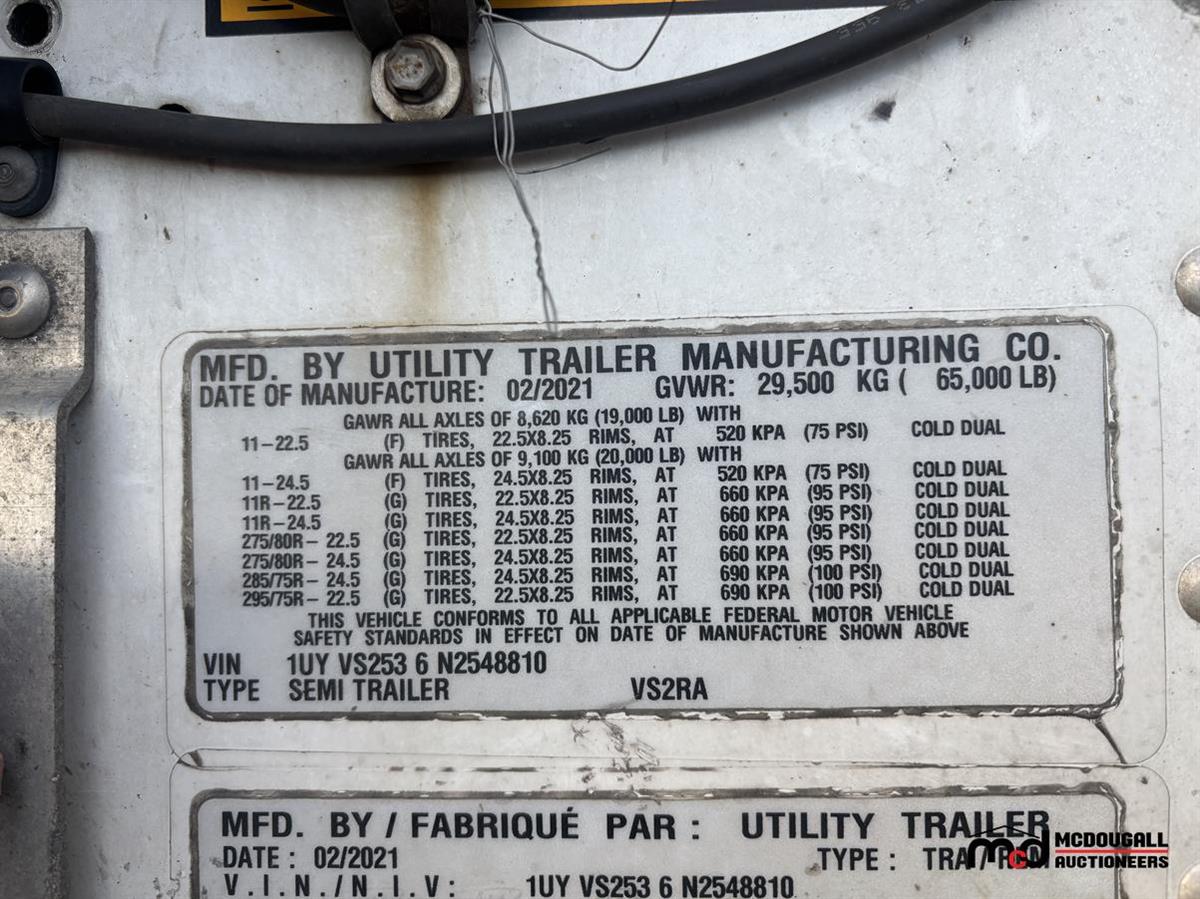 MFD. BY UTILITY TRAILER MANUFACTURING CO.
DATE OF MANUFACTURE: 02/2021 GVWR: 29,500 KG ( 65,000 LB)
GAWR ALL AXLES OF 8,620 KG (19,000 LB) WITH
11-22.5 (F) TIRES, 22.5X8.25 RIMS, AT 520 KPA (75 PSI) COLD DUAL
GAWR ALL AXLES OF 9,100 KG (20,000 LB) WITH
11-24.5 (F) TIRES, 24.5X8.25 RIMS, AT 520 KPA (75 PSI) COLD DUAL
11R-22.5 (G) TIRES, 22.5X8.25 RIMS, AT 660 KPA (95 PSI) COLD DUAL
11R-24.5 (G) TIRES, 24.5X8.25 RIMS, AT 660 KPA (95 PSI) COLD DUAL
275/80R-22.5 (G) TIRES, 22.5X8.25 RIMS, AT 660 KPA (95 PSI) COLD DUAL
275/80R-24.5 (G) TIRES, 24.5X8.25 RIMS, AT 660 KPA (95 PSI) COLD DUAL
285/75R-24.5 (G) TIRES, 24.5X8.25 RIMS, AT 690 KPA (100 PSI) COLD DUAL
295/75R-22.5 (G) TIRES, 22.5X8.25 RIMS, AT 690 KPA (100 PSI) COLD DUAL
THIS VEHICLE CONFORMS TO ALL APPLICABLE FEDERAL MOTOR VEHICLE
SAFETY STANDARDS IN EFFECT ON DATE OF MANUFACTURE SHOWN ABOVE
VIN 1UY VS253 6 N2548810
TYPE SEMI TRAILER VS2RA
MFD. BY / FABRIQUÉ PAR : UTILITY TRAILER
DATE : 02/2021 TYPE : TRA/REM
V.I.N./N.I.V : 1UY VS253 6 N2548810
mcd MCDOUGALL
AUCTIONEERS